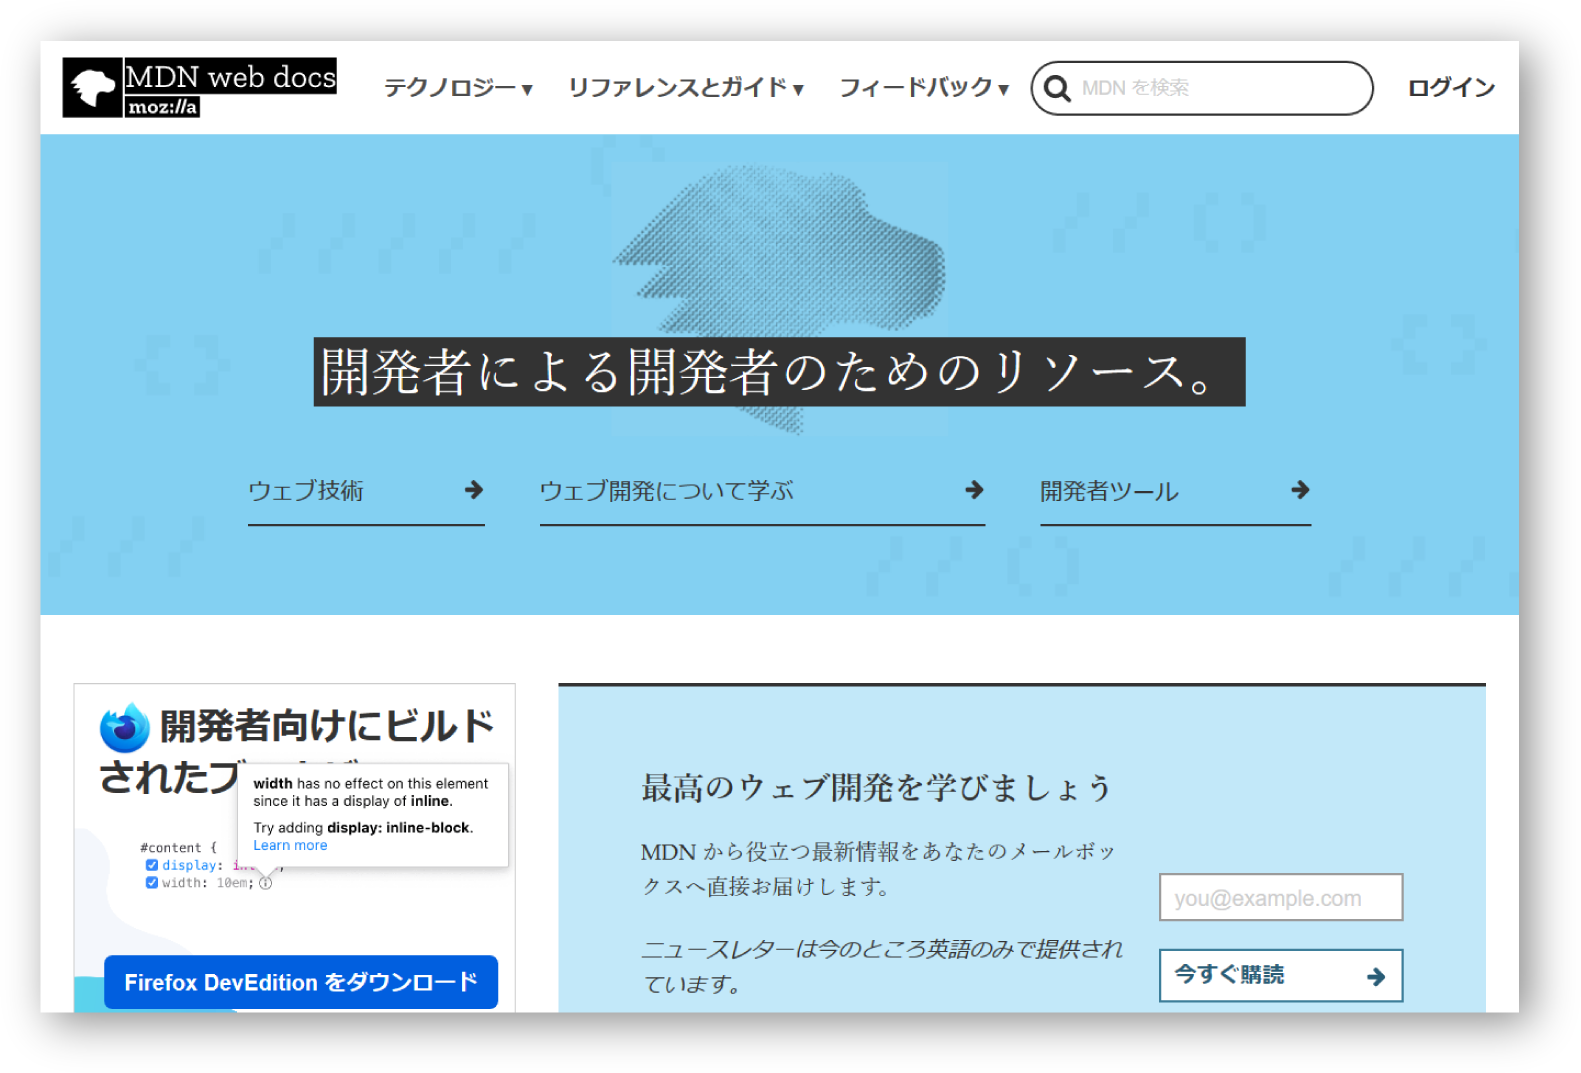 MDN web docs
moz://a
テクノロジー▼
リファレンスとガイド▼
フィードバック▼
MDN を検索
ログイン
開発者による開発者のためのリソース。
ウェブ技術
ウェブ開発について学ぶ
開発者ツール
開発者向けにビルド
されたブ
width has no effect on this element
since it has a display of inline.
Try adding display: inline-block.
Learn more
#content {
display:
width: 10em;
Firefox DevEdition をダウンロード
最高のウェブ開発を学びましょう
MDN から役立つ最新情報をあなたのメールボッ
クスへ直接お届けします。
ニュースレターは今のところ英語のみで提供され
ています。
you@example.com
今すぐ購読